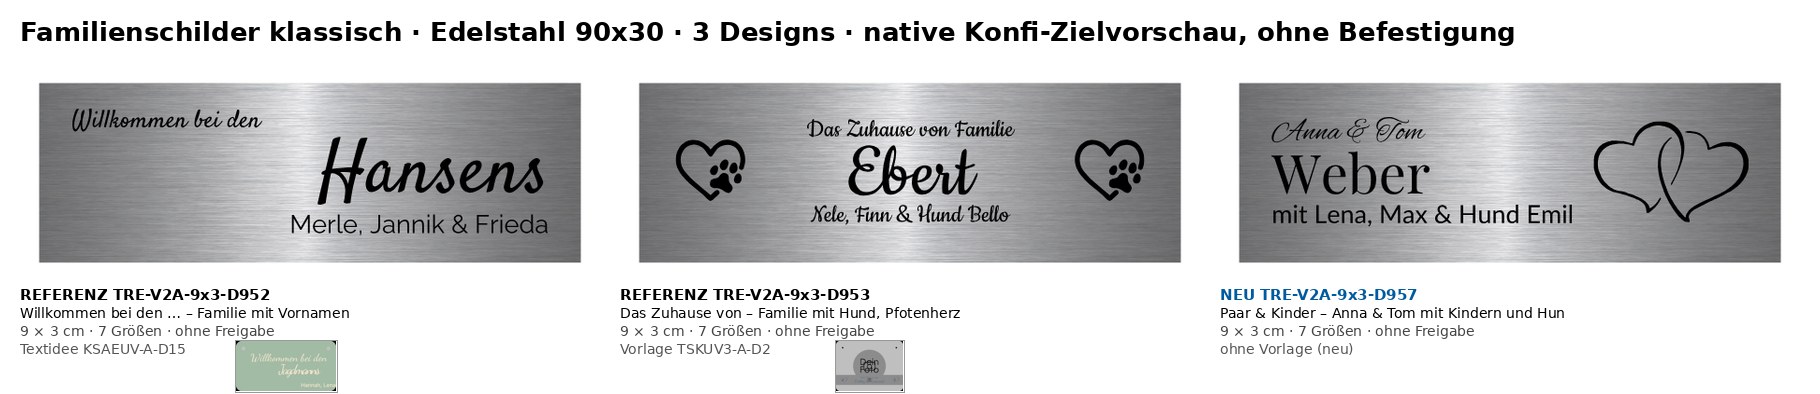 Familienschilder klassisch · Edelstahl 90x30 · 3 Designs · native Konfi-Zielvorschau, ohne Befestigung
Willkommen bei den
Hansens
Merle, Jannik & Frieda
REFERENZ TRE-V2A-9x3-D952
Willkommen bei den ... – Familie mit Vornamen
9 × 3 cm · 7 Größen · ohne Freigabe
Textidee KSAEUV-A-D15
Willkommen bei den
Das Zuhause von Familie
Ebert
Nele, Finn & Hund Bello
REFERENZ TRE-V2A-9x3-D953
Das Zuhause von – Familie mit Hund, Pfotenherz
9 × 3 cm · 7 Größen · ohne Freigabe
Vorlage TSKUV3-A-D2
Dein
Foto
Anna & Tom
Weber
mit Lena, Max & Hund Emil
NEU TRE-V2A-9x3-D957
Paar & Kinder – Anna & Tom mit Kindern und Hun
9 × 3 cm · 7 Größen · ohne Freigabe
ohne Vorlage (neu)